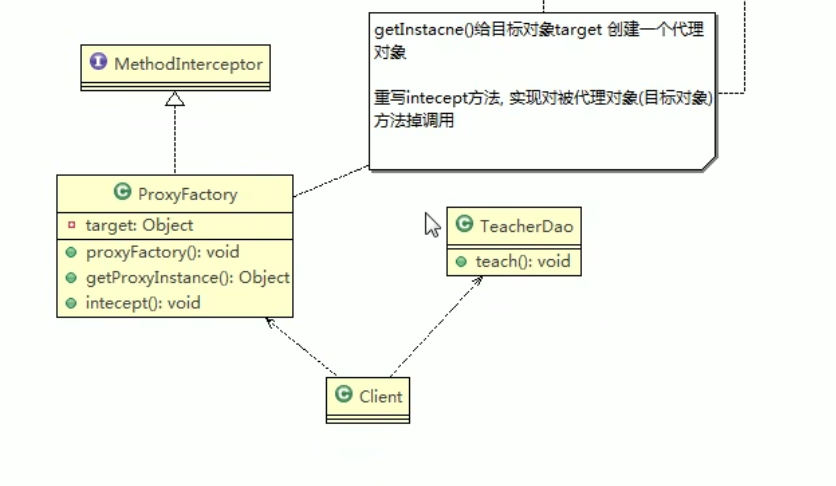 getInstacne()给目标对象target 创建一个代理
对象
重写intecept方法, 实现对被代理对象(目标对象)
方法掉调用
I MethodInterceptor
C ProxyFactory
target: Object
proxyFactory(): void
getProxyInstance(): Object
intecept(): void
C TeacherDao
teach(): void
C Client